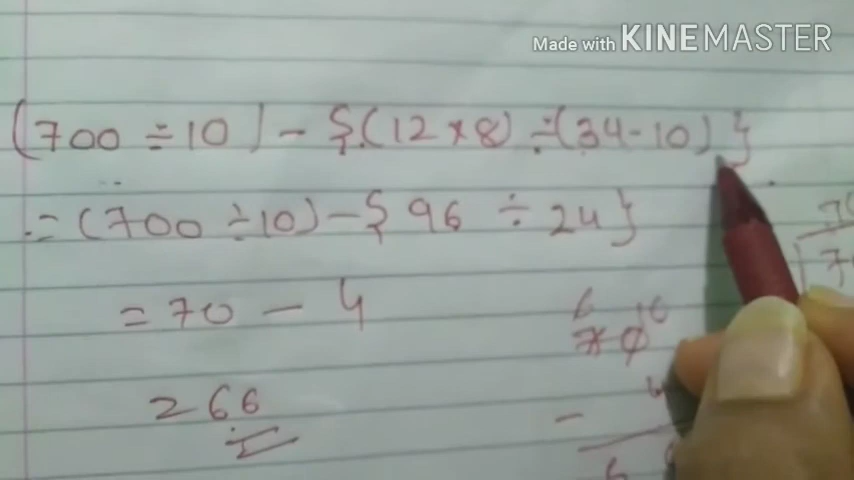 Made with KINEMASTER
(700 ÷ 10) - {(12 × 8) ÷ (34 - 10)}
= (700 ÷ 10) - { 96 ÷ 24 }
= 70 - 4
= 66